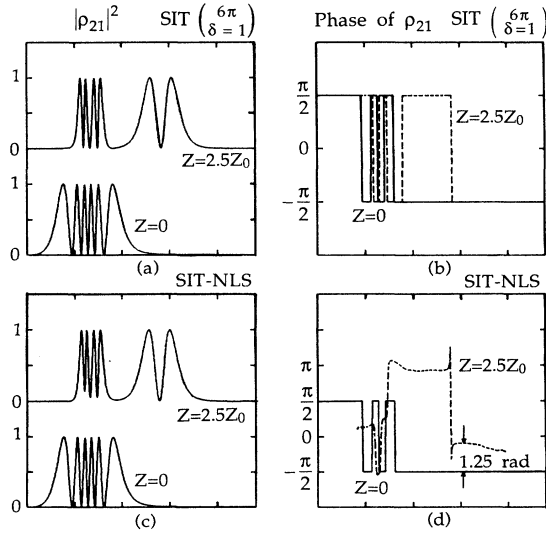 |ρ₂₁|² SIT (6π δ = 1)
Phase of ρ₂₁ SIT (6π δ = 1)
1
0
Z=2.5Z₀
1
0
Z=0
(a)
π/2
0
-π/2
Z=2.5Z₀
Z=0
(b)
SIT-NLS
1
0
Z=2.5Z₀
1
0
Z=0
(c)
SIT-NLS
π
π/2
0
-π/2
Z=2.5Z₀
1.25 rad
Z=0
(d)